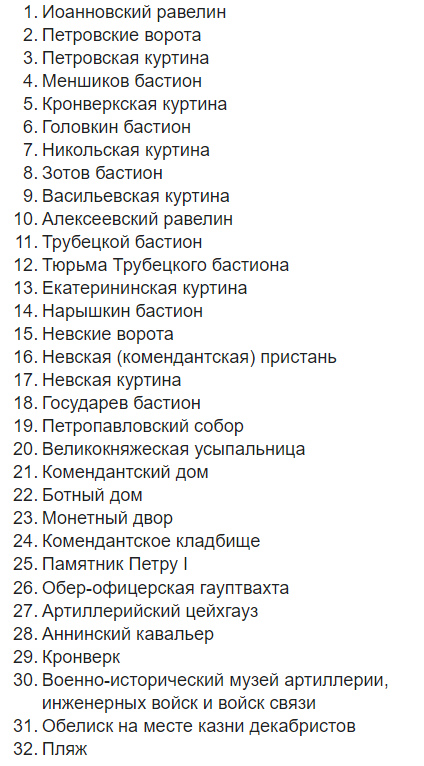 1. Иоанновский равелин
2. Петровские ворота
3. Петровская куртина
4. Меншиков бастион
5. Кронверкская куртина
6. Головкин бастион
7. Никольская куртина
8. Зотов бастион
9. Васильевская куртина
10. Алексеевский равелин
11. Трубецкой бастион
12. Тюрьма Трубецкого бастиона
13. Екатерининская куртина
14. Нарышкин бастион
15. Невские ворота
16. Невская (комендантская) пристань
17. Невская куртина
18. Государев бастион
19. Петропавловский собор
20. Великокняжеская усыпальница
21. Комендантский дом
22. Ботный дом
23. Монетный двор
24. Комендантское кладбище
25. Памятник Петру I
26. Обер-офицерская гауптвахта
27. Артиллерийский цейхгауз
28. Аннинский кавальер
29. Кронверк
30. Военно-исторический музей артиллерии,
инженерных войск и войск связи
31. Обелиск на месте казни декабристов
32. Пляж